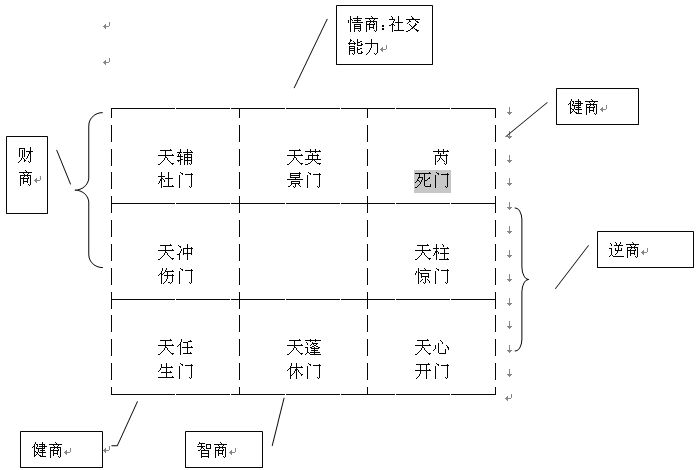 情商：社交
能力
健商
财
商
天辅
杜门
天英
景门
芮
死门
天冲
伤门
天柱
惊门
逆商
天任
生门
天蓬
休门
天心
开门
健商
智商